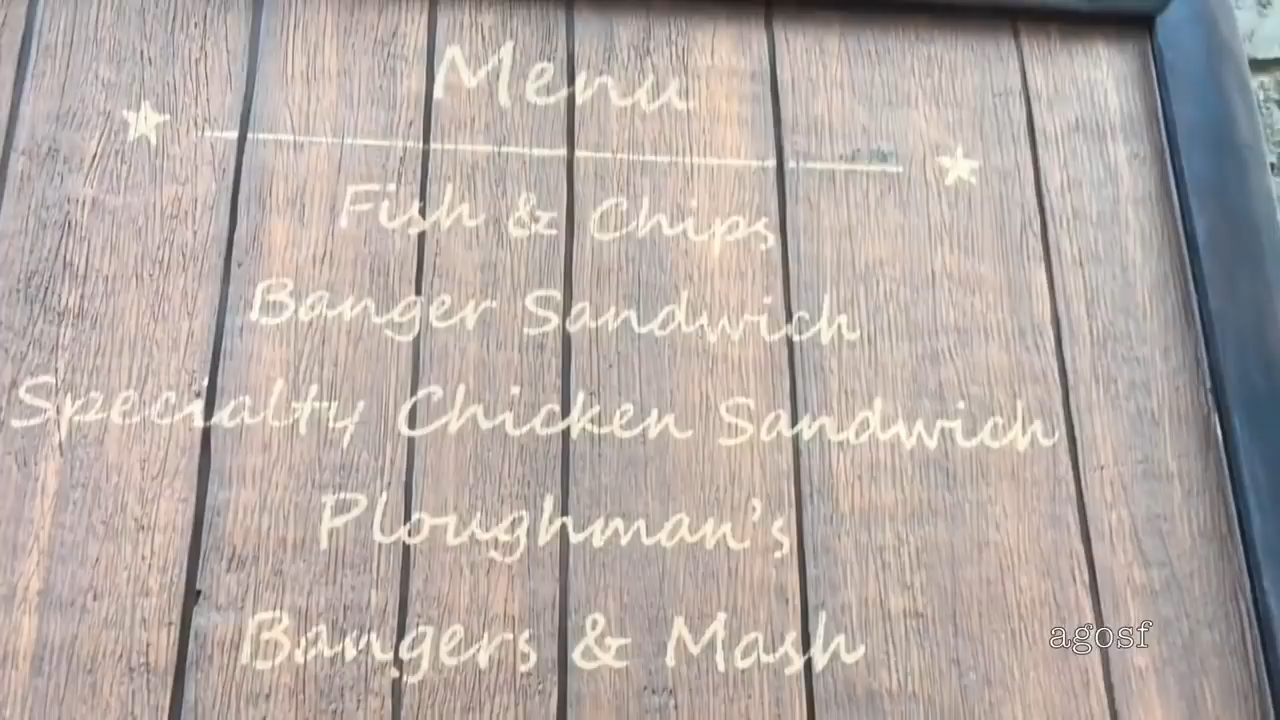 Menu
Fish & Chips
Banger Sandwich
Specialty Chicken Sandwich
Ploughman's
Bangers & Mash
agosf